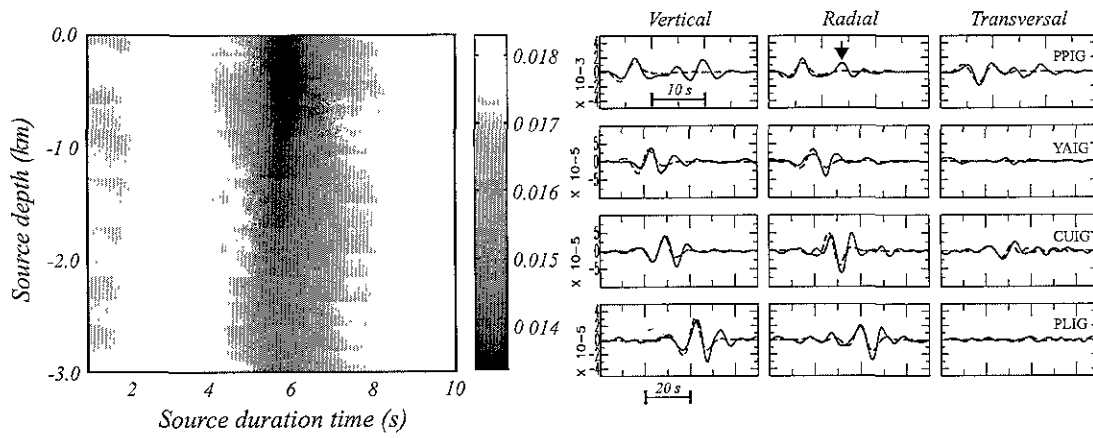 Vertical Radial Transversal
0.0
-1 0
-2.0
-3.0
Source depth (km)
2 4 6 8 10
Source duration time (s)
0 018
0.017
0 016
0 015
0 014
PPIG
10 s
x 10-3
YAIG
x 10-5
CUIG
x 10-5
PLIG
x 10-5
20 s